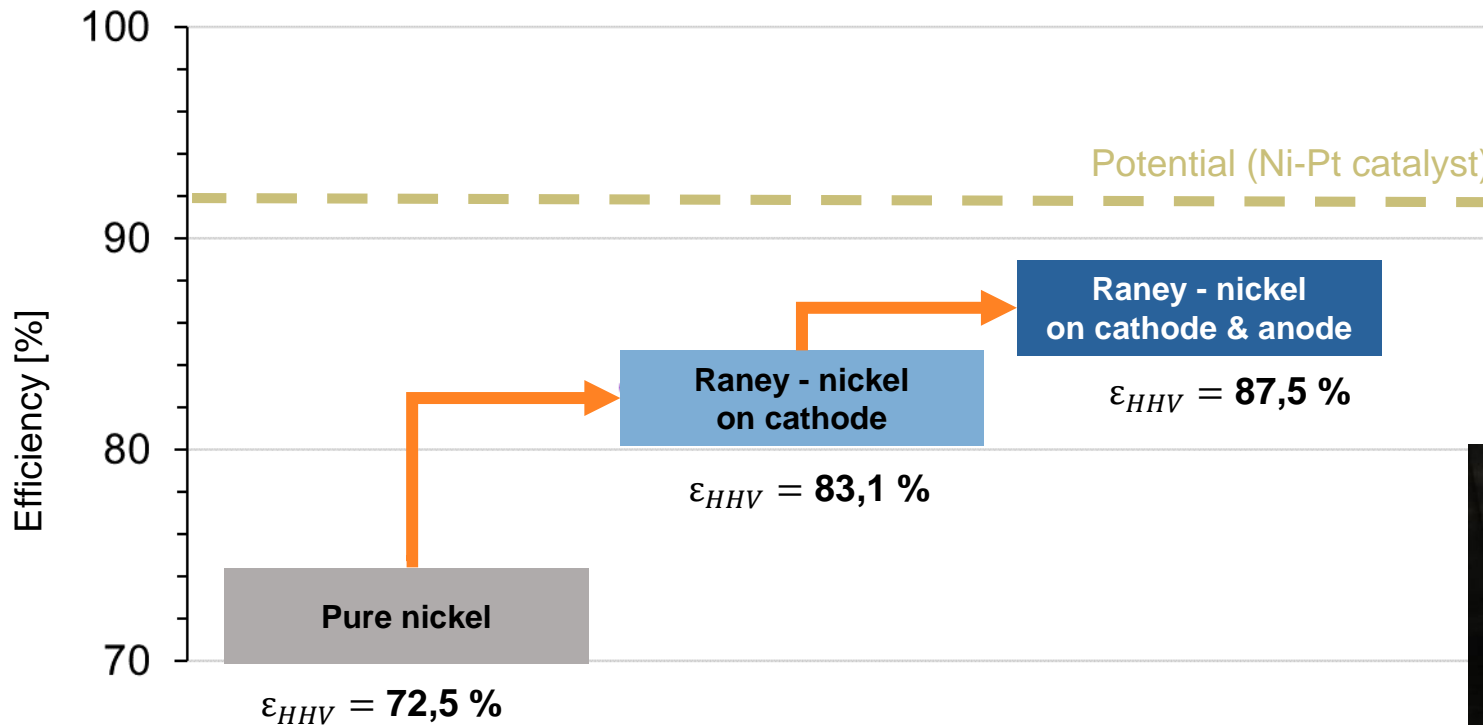 100
90
80
70
Efficiency [%]
Potential (Ni-Pt catalyst)
Raney - nickel
on cathode & anode
εHHV = 87,5 %
Raney - nickel
on cathode
εHHV = 83,1 %
Pure nickel
εHHV = 72,5 %